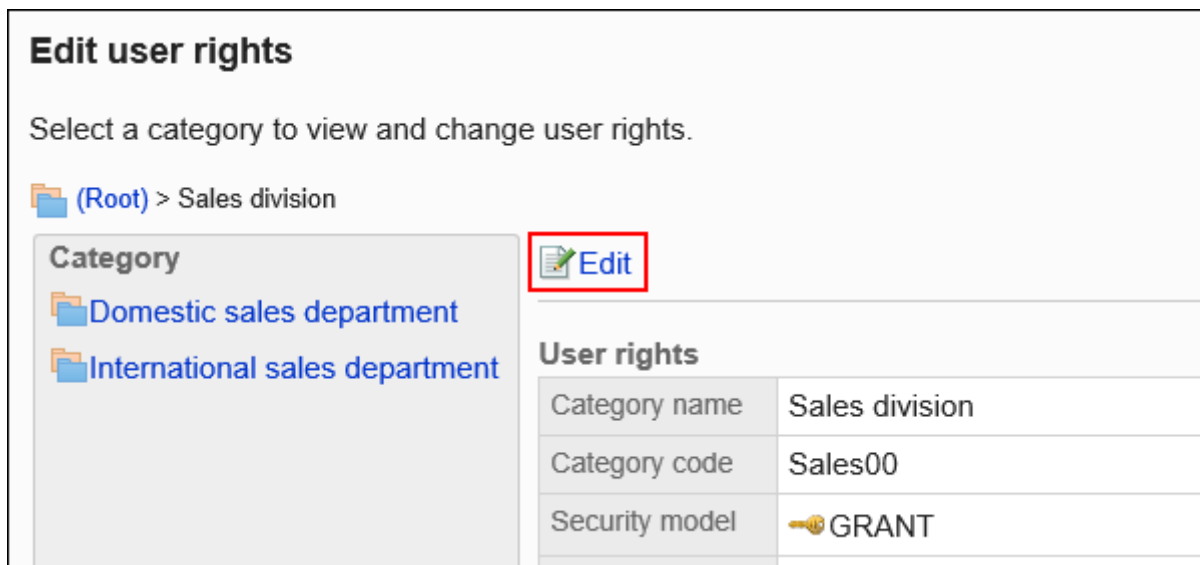 Edit user rights
Select a category to view and change user rights.
(Root) > Sales division
Category
Domestic sales department
International sales department
Edit
User rights
Category name Sales division
Category code Sales00
Security model GRANT